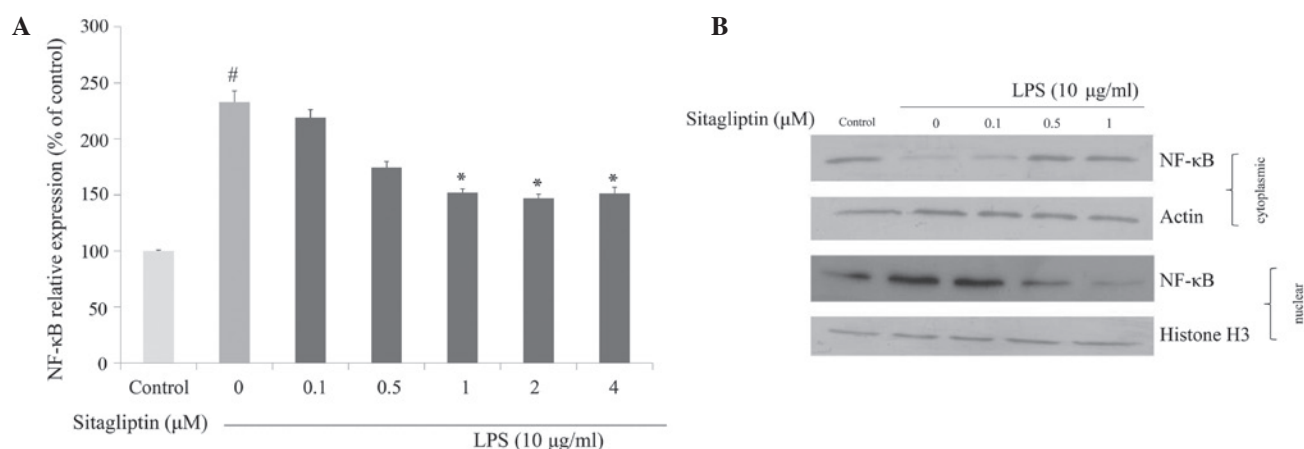 A
NF-κB relative expression (% of control)
300
250
200
150
100
50
0
#
*
*
*
Control 0 0.1 0.5 1 2 4
Sitagliptin (μM)
LPS (10 μg/ml)
B
LPS (10 μg/ml)
Sitagliptin (μM) Control 0 0.1 0.5 1
NF-κB
Actin
cytoplasmic
NF-κB
Histone H3
nuclear